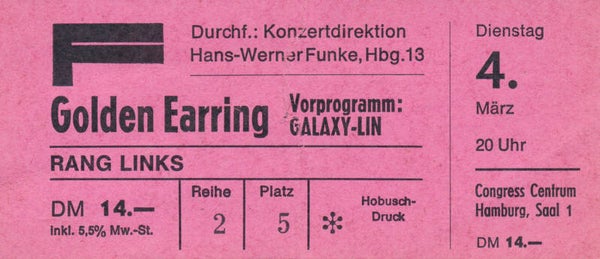 F
Durchf.: Konzertdirektion
Hans-Werner Funke, Hbg.13
Golden Earring
Vorprogramm:
GALAXY-LIN
RANG LINKS
DM 14.—
inkl. 5,5% Mw.-St.
Reihe
2
Platz
5
*
Hobusch-
Druck
Dienstag
4.
März
20 Uhr
Congress Centrum
Hamburg, Saal 1
DM 14.—